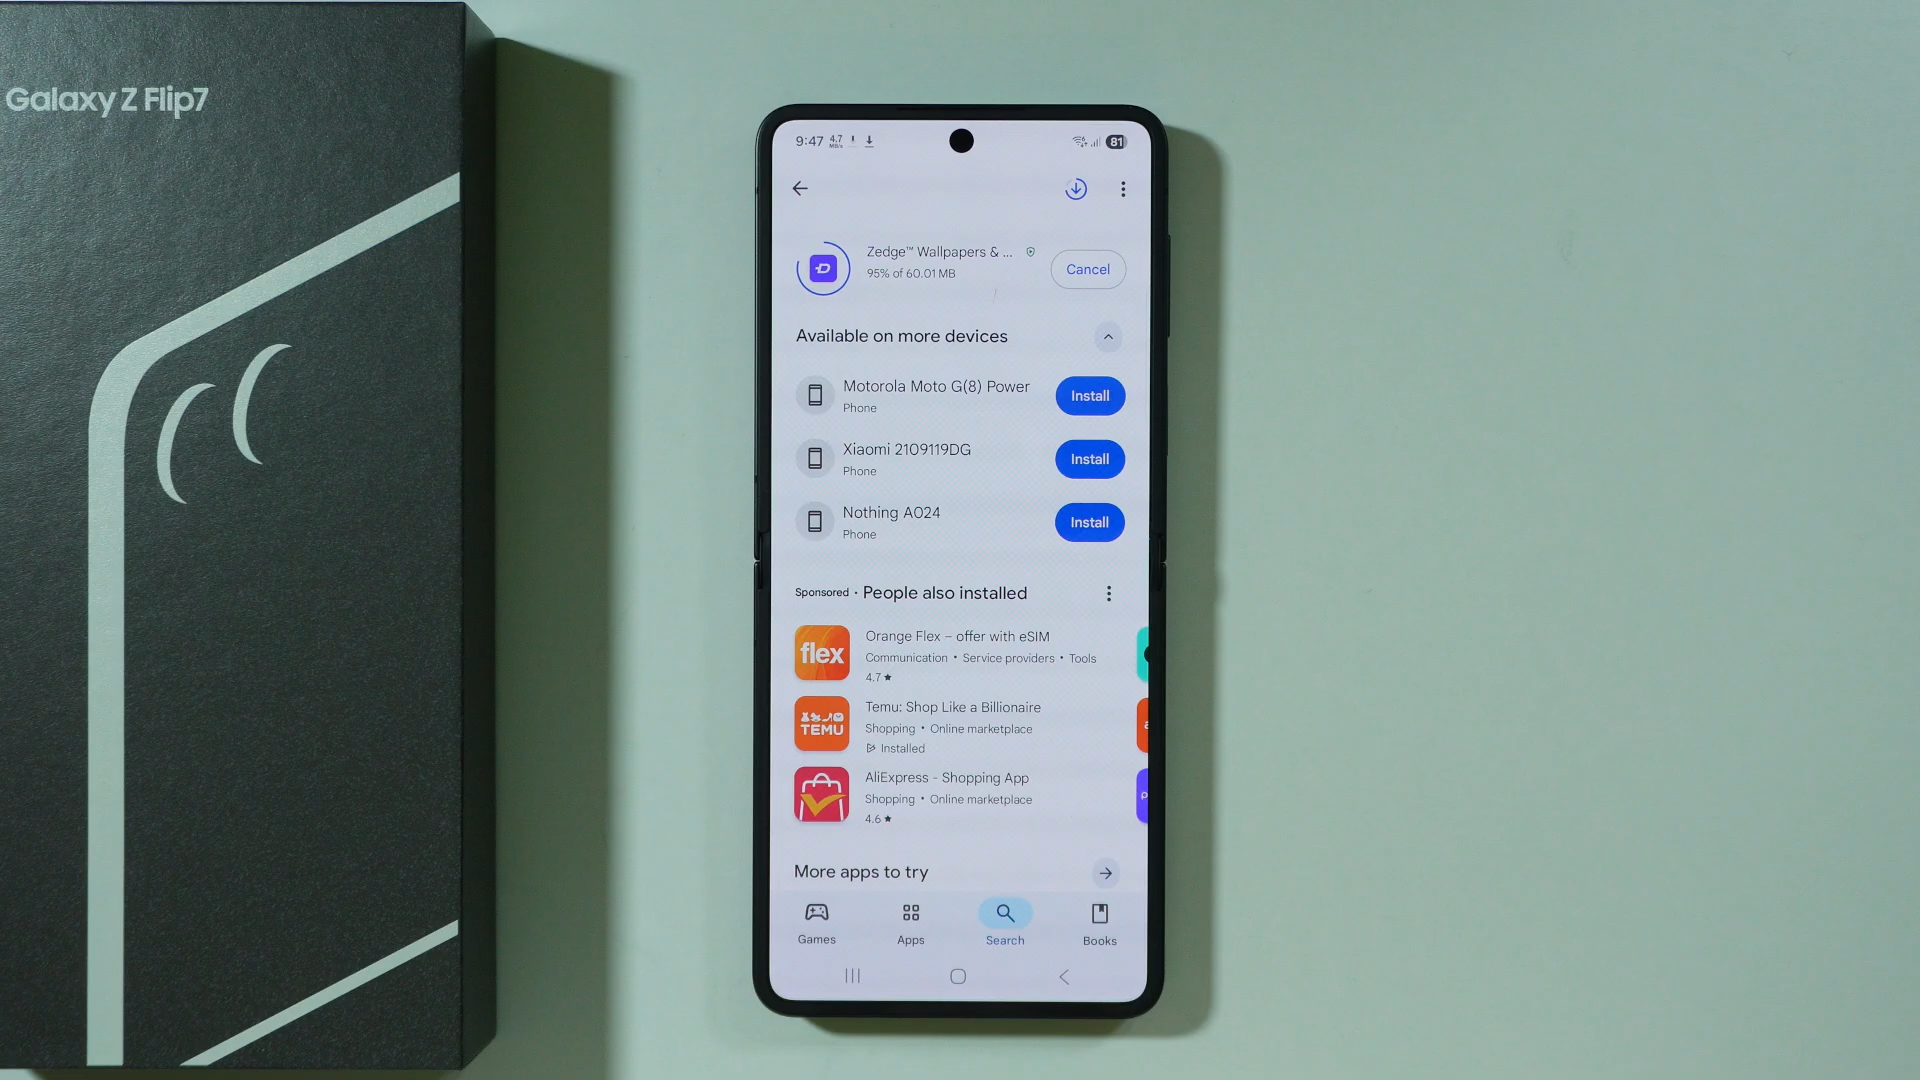 Galaxy Z Flip7
9:47 4.7 MB/s 81
Zedge™ Wallpapers & ...
95% of 60.01 MB
Cancel
Available on more devices
Motorola Moto G(8) Power
Phone
Install
Xiaomi 2109119DG
Phone
Install
Nothing A024
Phone
Install
Sponsored • People also installed
flex
Orange Flex – offer with eSIM
Communication • Service providers • Tools
4.7 ★
TEMU
Temu: Shop Like a Billionaire
Shopping • Online marketplace
Installed
AliExpress - Shopping App
Shopping • Online marketplace
4.6 ★
More apps to try
Games
Apps
Search
Books